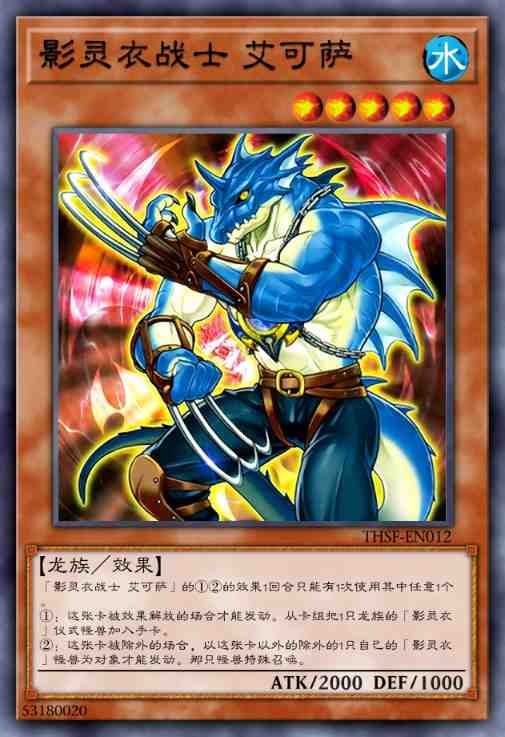 影灵衣战士 艾可萨
水
THSF-EN012
【龙族／效果】
「影灵衣战士 艾可萨」的①②的效果1回合只能有1次使用其中任意1个
。
①：这张卡被效果解放的场合才能发动。从卡组把1只龙族的「影灵衣
」仪式怪兽加入手卡。
②：这张卡被除外的场合，以这张卡以外的除外的1只自己的「影灵衣
」怪兽为对象才能发动。那只怪兽特殊召唤。
ATK/2000 DEF/1000
53180020